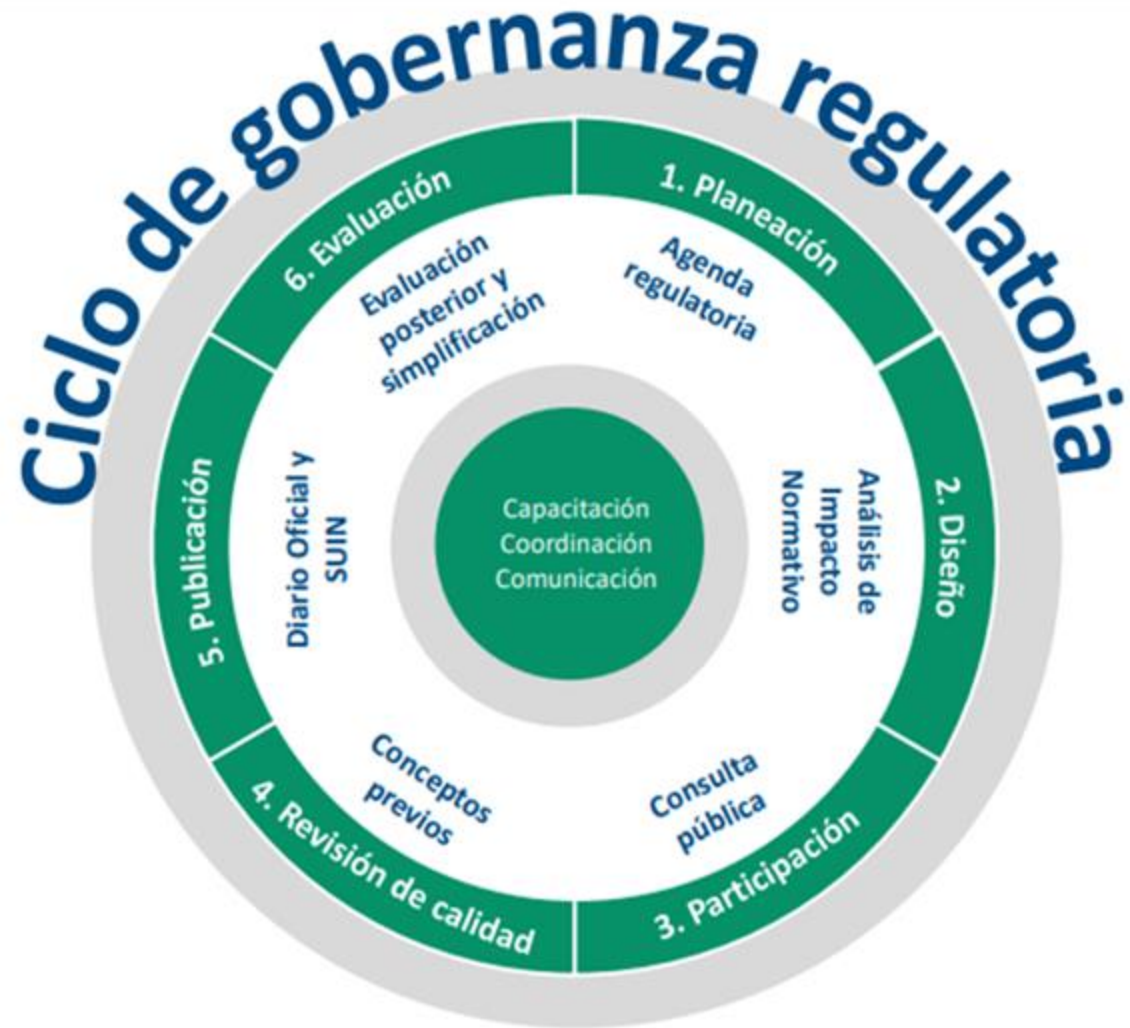 Ciclo de gobernanza regulatoria
1. Planeación
Agenda
regulatoria
2. Diseño
Análisis de
Impacto
Normativo
3. Participación
Consulta
pública
4. Revisión de calidad
Conceptos
previos
5. Publicación
Diario Oficial y
SUIN
6. Evaluación
Evaluación
posterior y
simplificación
Capacitación
Coordinación
Comunicación